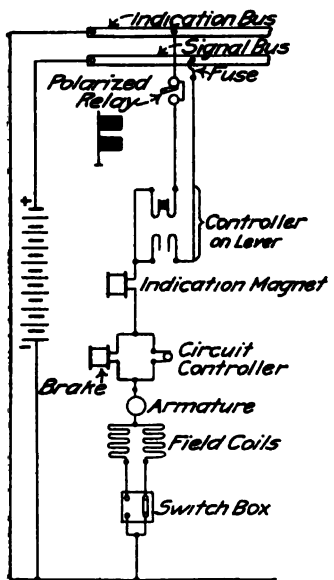 Indication Bus
Signal Bus
Fuse
Polarized
Relay
+
Controller
on Lever
Indication Magnet
-
Circuit
Controller
Brake
Armature
Field Coils
Switch Box